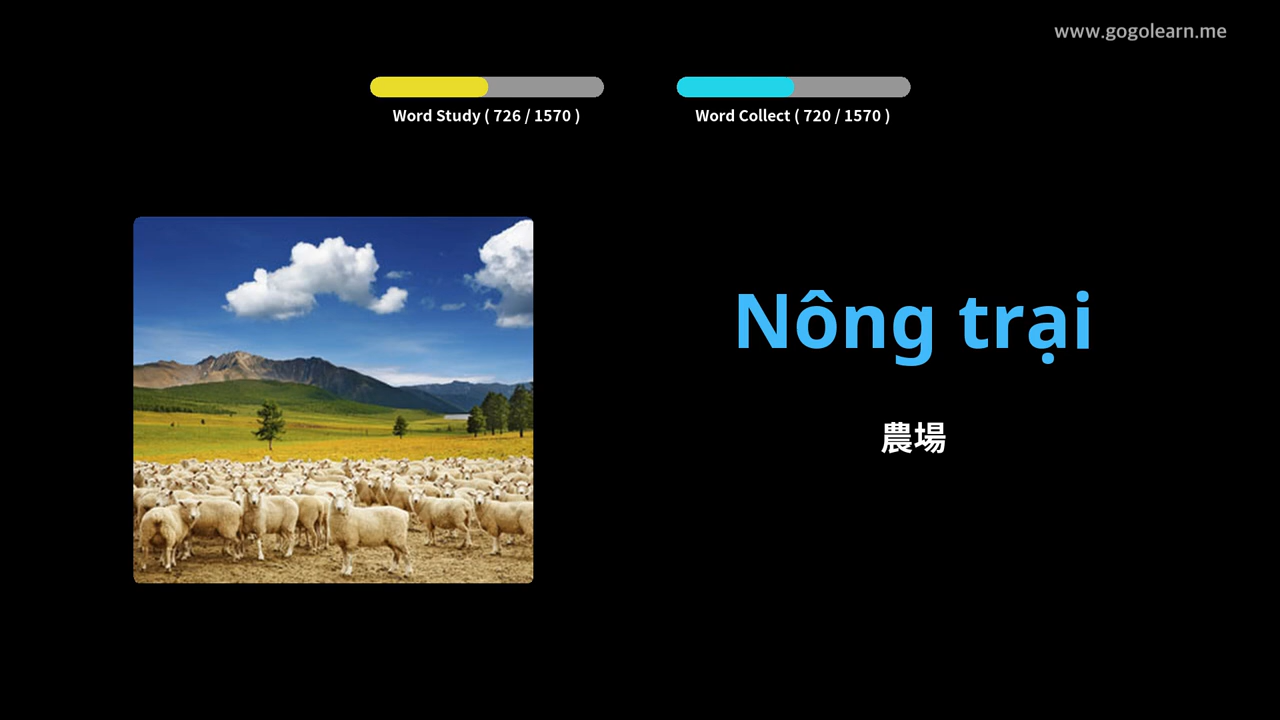 www.gogolearn.me
Word Study ( 726 / 1570 )
Word Collect ( 720 / 1570 )
Nông trại
農場